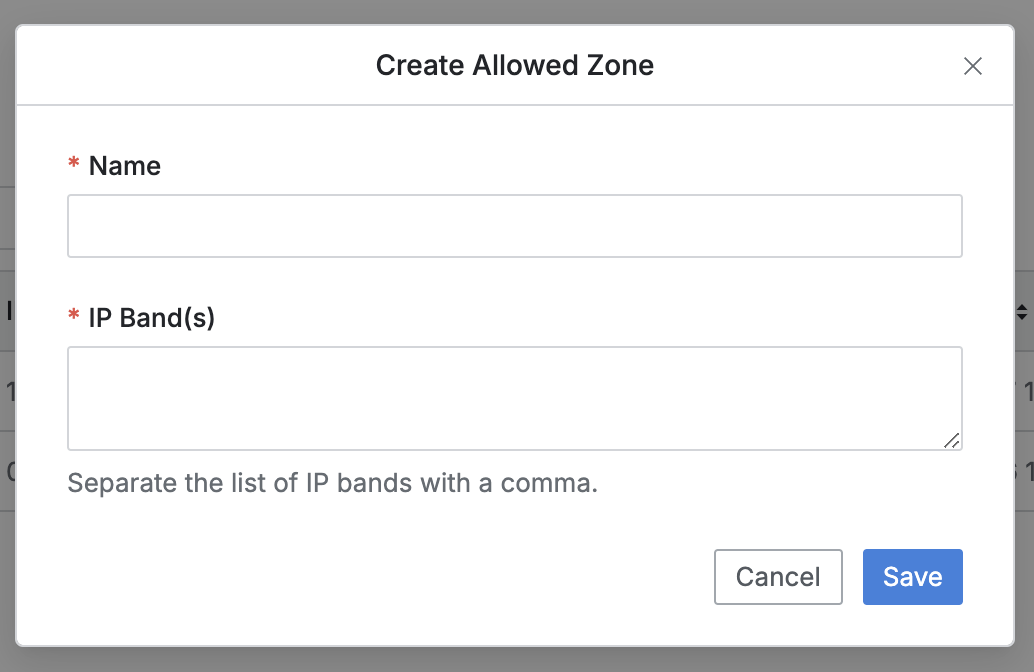 Create Allowed Zone
* Name
* IP Band(s)
Separate the list of IP bands with a comma.
Cancel
Save